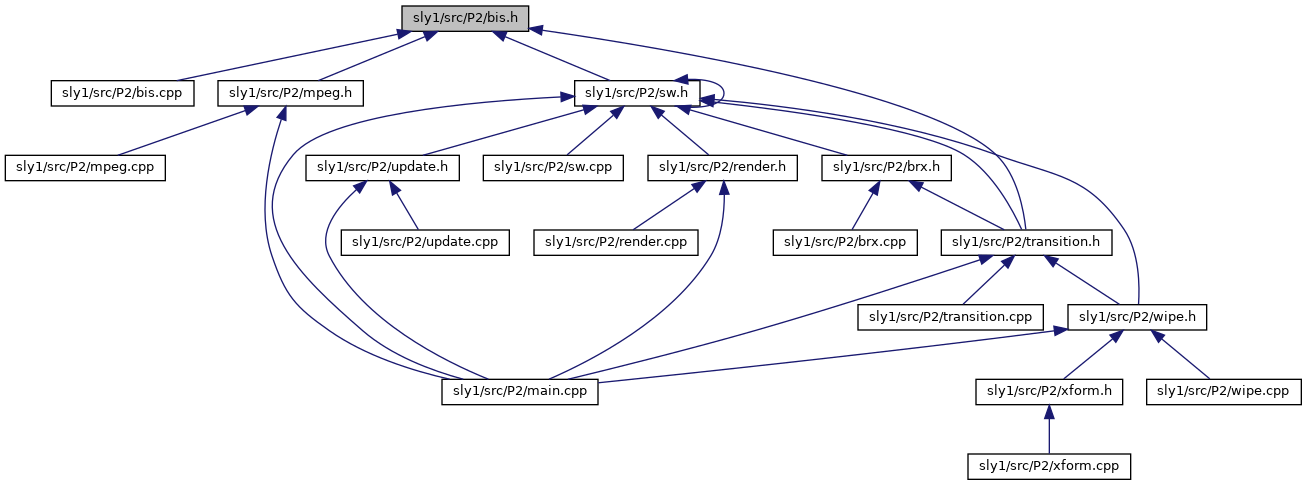 sly1/src/P2/bis.h
sly1/src/P2/bis.cpp
sly1/src/P2/mpeg.h
sly1/src/P2/sw.h
sly1/src/P2/mpeg.cpp
sly1/src/P2/update.h
sly1/src/P2/sw.cpp
sly1/src/P2/render.h
sly1/src/P2/brx.h
sly1/src/P2/update.cpp
sly1/src/P2/render.cpp
sly1/src/P2/brx.cpp
sly1/src/P2/transition.h
sly1/src/P2/transition.cpp
sly1/src/P2/wipe.h
sly1/src/P2/main.cpp
sly1/src/P2/xform.h
sly1/src/P2/wipe.cpp
sly1/src/P2/xform.cpp